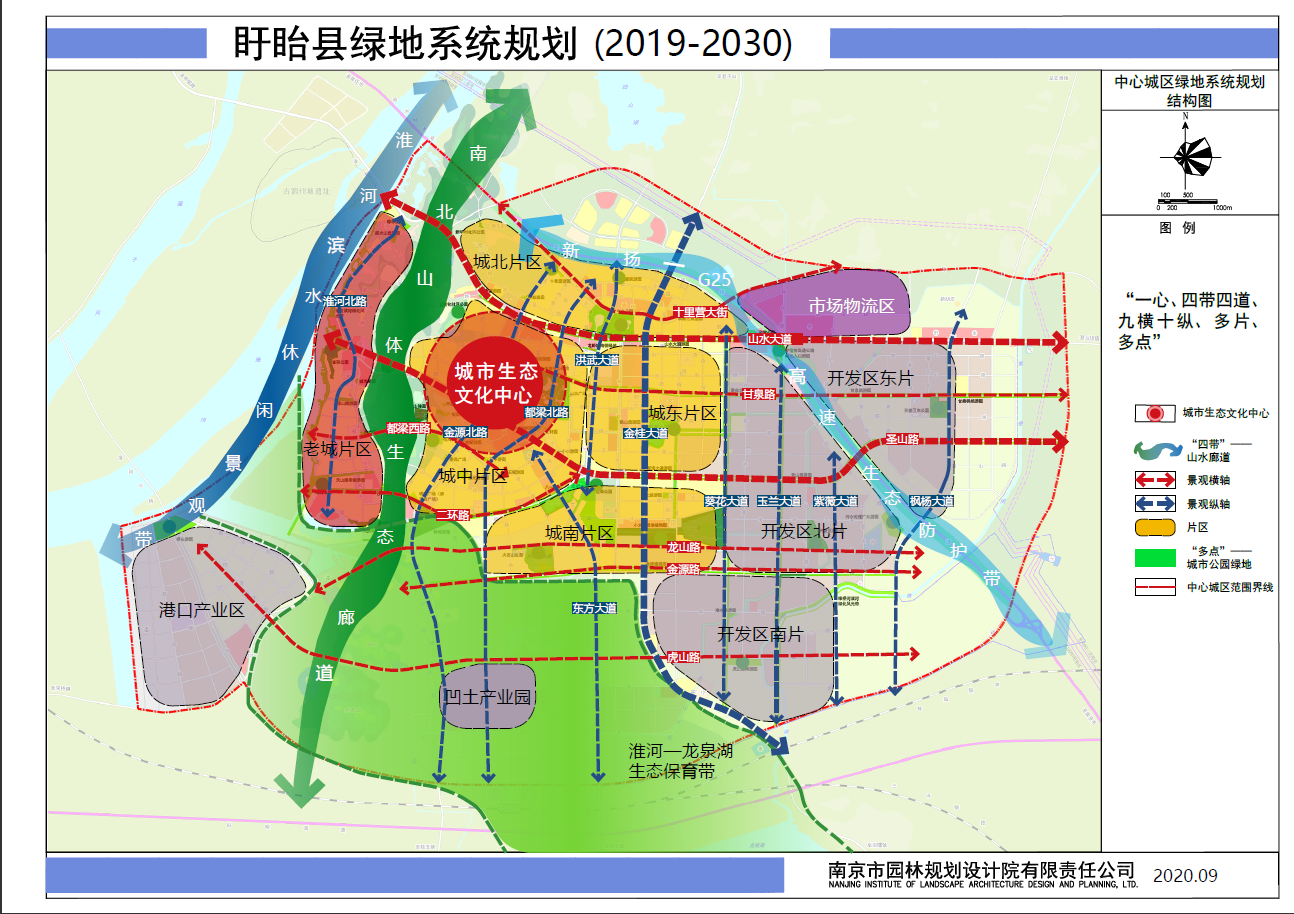 盱眙县绿地系统规划 (2019-2030)
中心城区绿地系统规划
结构图
N
100 500
0 200 1000m
图 例
“一心、四带四道、
九横十纵、多片、
多点”
城市生态文化中心
“四带”——
山水廊道
景观横轴
景观纵轴
片区
“多点”——
城市公园绿地
中心城区范围界线
淮河滨水休闲景观带
南北山体生态廊道
新扬—G25高速生态防护带
城北片区
市场物流区
淮河北路
十里营大街
山水大道
洪武大道
城市生态
文化中心
开发区东片
甘泉路
都梁北路
城东片区
都梁西路
金源北路
金桂大道
圣山路
老城片区
城中片区
葵花大道
玉兰大道
紫薇大道
枫杨大道
二环路
城南片区
开发区北片
龙山路
金源路
港口产业区
东方大道
开发区南片
虎山路
凹土产业园
淮河—龙泉湖
生态保育带
南京市园林规划设计院有限责任公司
NANJING INSTITUTE OF LANDSCAPE ARCHITECTURE DESIGN AND PLANNING, LTD.
2020.09